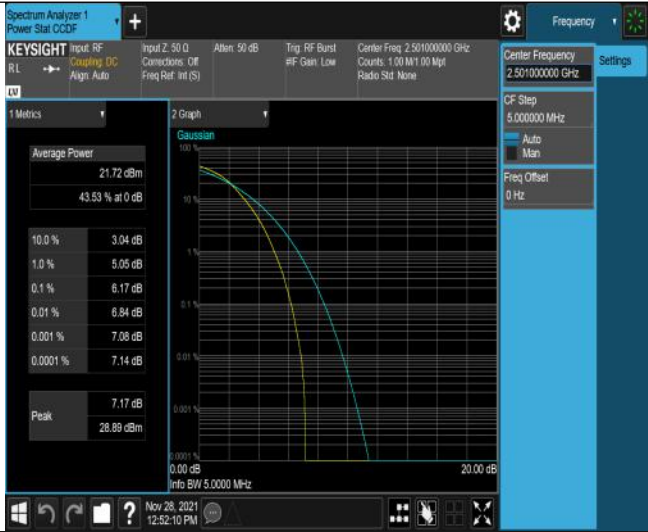 Spectrum Analyzer 1
Power Stat CCDF
Frequency
KEYSIGHT
RL
Input: RF
Coupling: DC
Align: Auto
Input Z: 50 Ω
Corrections: Off
Freq Ref: Int (S)
Atten: 50 dB
Trig: RF Burst
#IF Gain: Low
Center Freq: 2.501000000 GHz
Counts: 1.00 M/1.00 Mpt
Radio Std: None
LV
Center Frequency
2.501000000 GHz
Settings
CF Step
5.000000 MHz
Auto
Man
Freq Offset
0 Hz
1 Metrics
Average Power
21.72 dBm
43.53 % at 0 dB
10.0 % 3.04 dB
1.0 % 5.05 dB
0.1 % 6.17 dB
0.01 % 6.84 dB
0.001 % 7.08 dB
0.0001 % 7.14 dB
Peak
7.17 dB
28.89 dBm
2 Graph
Gaussian
100 %
10 %
1 %
0.1 %
0.01 %
0.001 %
0.0001 %
0.00 dB 20.00 dB
Info BW 5.0000 MHz
?
Nov 28, 2021
12:52:10 PM